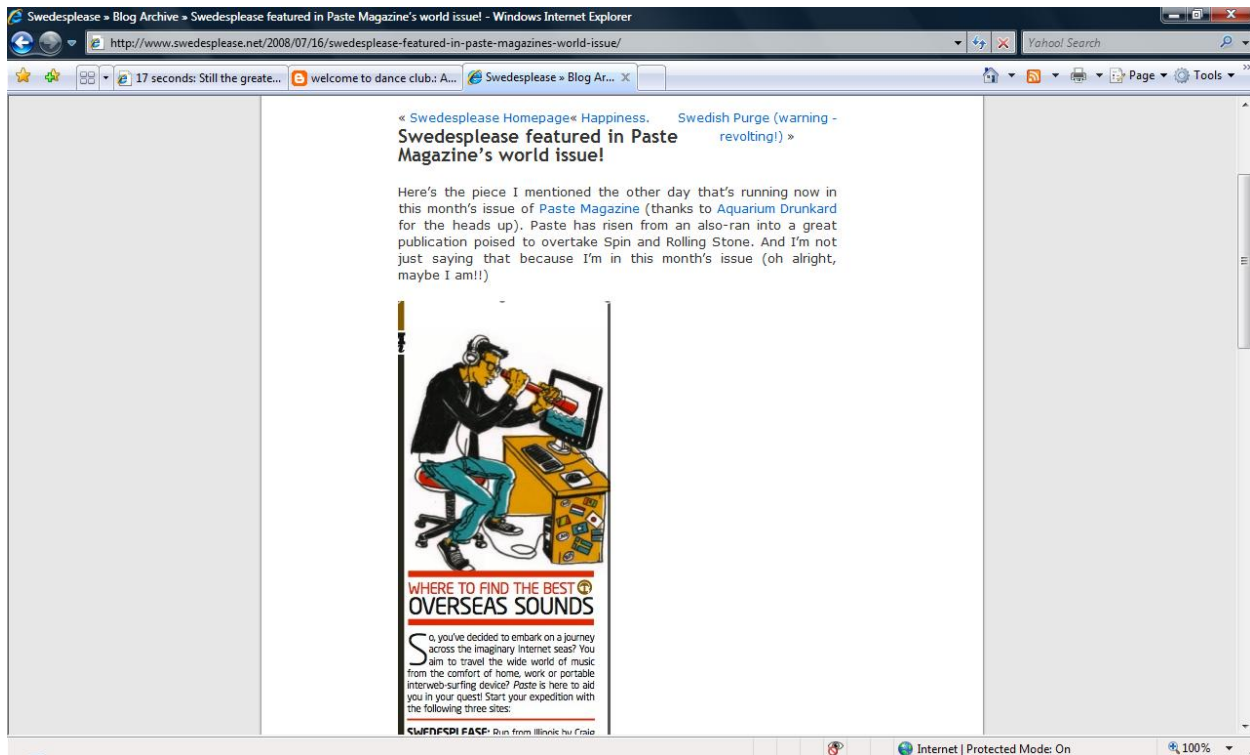 Swedesplease » Blog Archive » Swedesplease featured in Paste Magazine's world issue! - Windows Internet Explorer
http://www.swedesplease.net/2008/07/16/swedesplease-featured-in-paste-magazines-world-issue/
Yahoo! Search
17 seconds: Still the greate...
welcome to dance club.: A...
Swedesplease » Blog Ar...
Page
Tools
« Swedesplease Homepage« Happiness.
Swedish Purge (warning -
revolting!) »
Swedesplease featured in Paste
Magazine's world issue!
Here's the piece I mentioned the other day that's running now in
this month's issue of Paste Magazine (thanks to Aquarium Drunkard
for the heads up). Paste has risen from an also-ran into a great
publication poised to overtake Spin and Rolling Stone. And I'm not
just saying that because I'm in this month's issue (oh alright,
maybe I am!!)
WHERE TO FIND THE BEST
OVERSEAS SOUNDS
So, you've decided to embark on a journey
across the imaginary Internet seas? You
aim to travel the wide world of music
from the comfort of home, work or portable
interweb-surfing device? Paste is here to aid
you in your quest! Start your expedition with
the following three sites:
SWEDESPLEASE: Run from Illinois by Craig
Internet | Protected Mode: On
100%